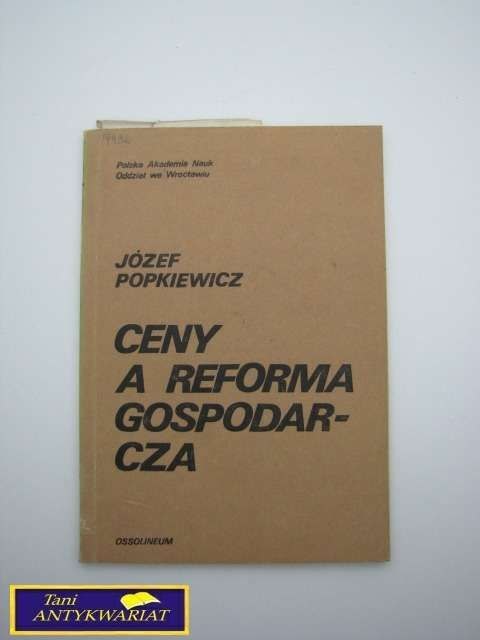 Polska Akademia Nauk
Oddział we Wrocławiu
JÓZEF
POPKIEWICZ
CENY
A REFORMA
GOSPODAR-
CZA
OSSOLINEUM
Tani
ANTYKWARIAT